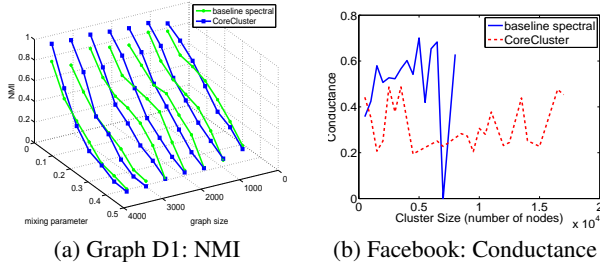 baseline spectral
CoreCluster
1
0.8
0.6
0.4
0.2
0
NMI
0
0.1
0.2
0.3
0.4
0.5
mixing parameter
4000
3000
2000
1000
0
graph size
(a) Graph D1: NMI
baseline spectral
CoreCluster
0.8
0.6
0.4
0.2
0
Conductance
0 0.5 1 1.5 2
x 10^4
Cluster Size (number of nodes)
(b) Facebook: Conductance